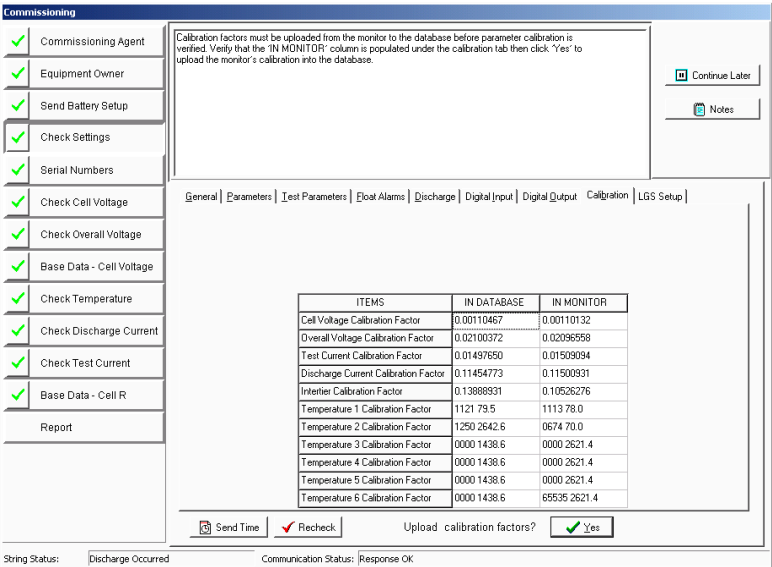 Commissioning
Commissioning Agent
Equipment Owner
Send Battery Setup
Check Settings
Serial Numbers
Check Cell Voltage
Check Overall Voltage
Base Data - Cell Voltage
Check Temperature
Check Discharge Current
Check Test Current
Base Data - Cell R
Report
Calibration factors must be uploaded from the monitor to the database before parameter calibration is
verified. Verify that the 'IN MONITOR' column is populated under the calibration tab then click 'Yes' to
upload the monitor's calibration into the database.
Continue Later
Notes
General Parameters Test Parameters Float Alarms Discharge Digital Input Digital Output Calibration LGS Setup
ITEMS IN DATABASE IN MONITOR
Cell Voltage Calibration Factor 0.00110467 0.00110132
Overall Voltage Calibration Factor 0.02100372 0.02096558
Test Current Calibration Factor 0.01497650 0.01509094
Discharge Current Calibration Factor 0.11454773 0.11500931
Intertier Calibration Factor 0.13888931 0.10526276
Temperature 1 Calibration Factor 1121 79.5 1113 78.0
Temperature 2 Calibration Factor 1250 2642.6 0674 70.0
Temperature 3 Calibration Factor 0000 1438.6 0000 2621.4
Temperature 4 Calibration Factor 0000 1438.6 0000 2621.4
Temperature 5 Calibration Factor 0000 1438.6 0000 2621.4
Temperature 6 Calibration Factor 0000 1438.6 65535 2621.4
Send Time Recheck Upload calibration factors? Yes
String Status: Discharge Occurred Communication Status: Response OK